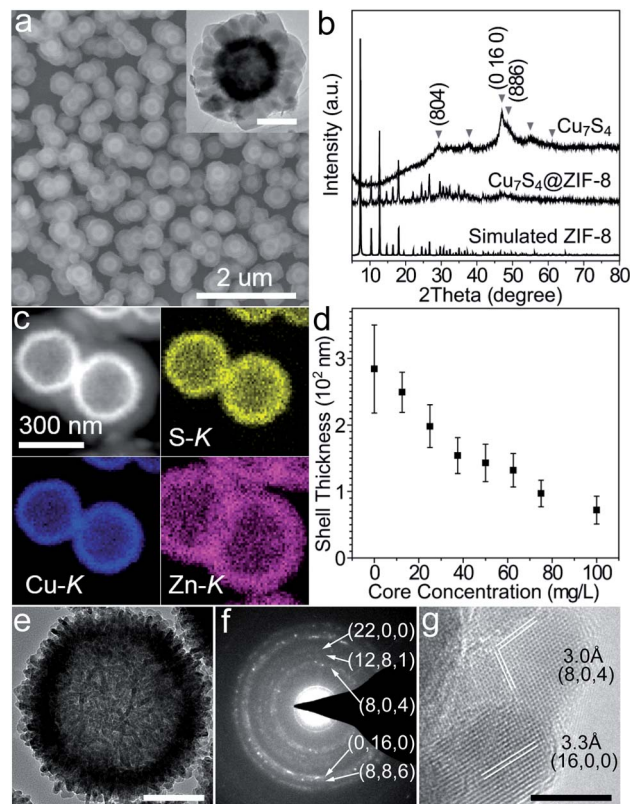 a
2 um
b
Intensity (a.u.)
(804)
(0 16 0)
(886)
Cu₇S₄
Cu₇S₄@ZIF-8
Simulated ZIF-8
10 20 30 40 50 60 70 80
2Theta (degree)
c
300 nm
S-K
Cu-K
Zn-K
d
Shell Thickness (10² nm)
3
2
1
0
0 20 40 60 80 100
Core Concentration (mg/L)
e
f
(22,0,0)
(12,8,1)
(8,0,4)
(0,16,0)
(8,8,6)
g
3.0Å
(8,0,4)
3.3Å
(16,0,0)